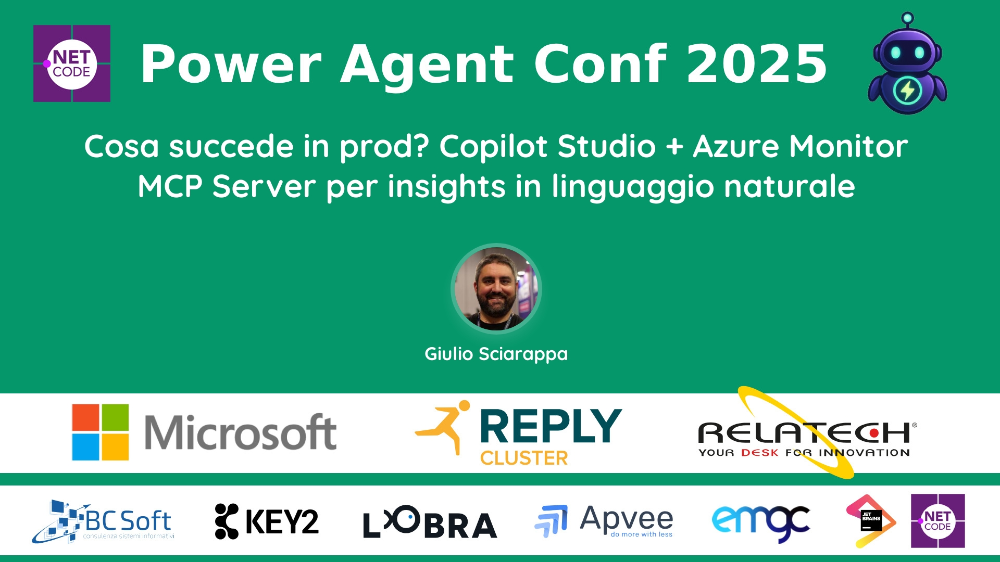 NET
CODE
Power Agent Conf 2025
Cosa succede in prod? Copilot Studio + Azure Monitor
MCP Server per insights in linguaggio naturale
Giulio Sciarappa
Microsoft
REPLY
CLUSTER
RELATECH®
YOUR DESK FOR INNOVATION
BC Soft
consulenza sistemi informativi
KEY2
LOBRA
Apvee
do more with less
emgc
JET
BRAINS
NET
CODE